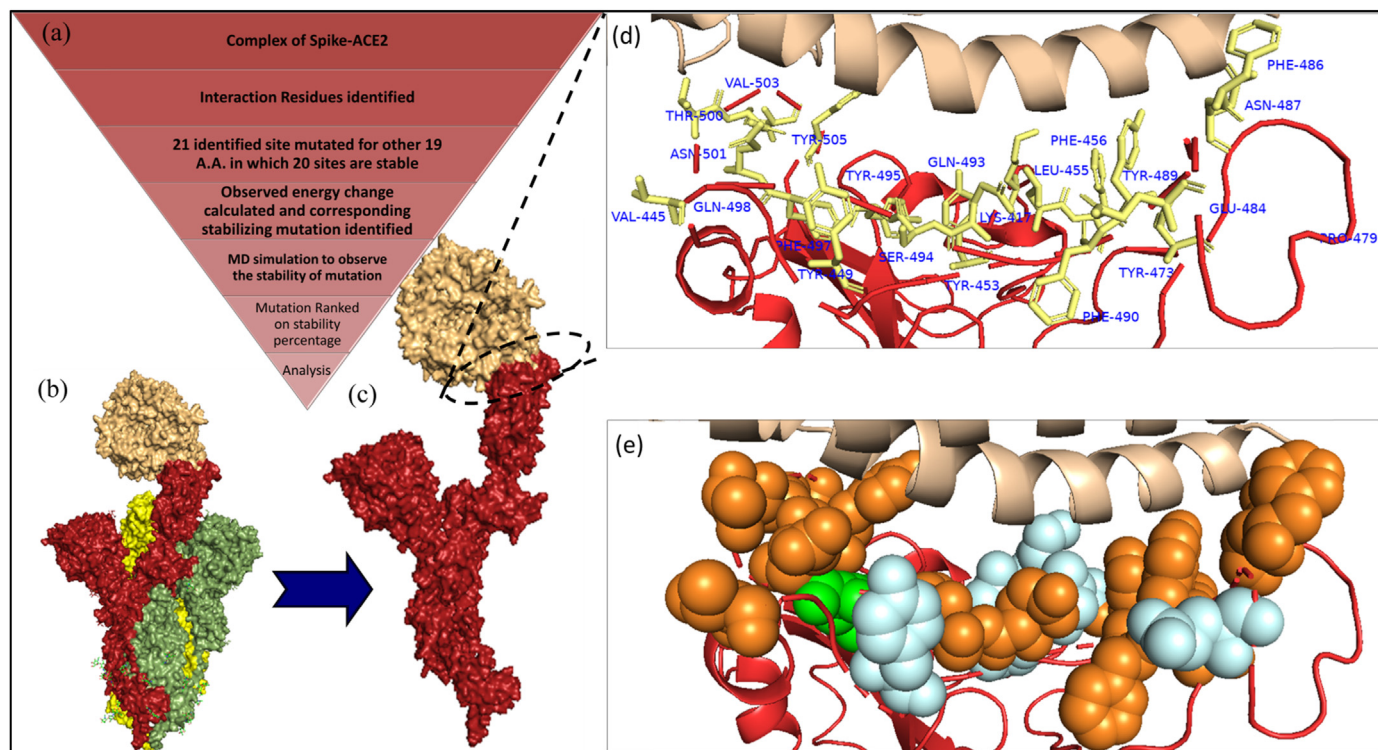 (a)
Complex of Spike-ACE2
Interaction Residues identified
21 identified site mutated for other 19
A.A. in which 20 sites are stable
Observed energy change
calculated and corresponding
stabilizing mutation identified
MD simulation to observe
the stability of mutation
Mutation Ranked
on stability
percentage
Analysis
(b)
(c)
(d)
PHE-486
VAL-503
ASN-487
THR-500
TYR-505
PHE-456
ASN-501
GLN-493
LEU-455
TYR-489
TYR-495
GLN-498
GLU-484
VAL-445
LYS-417
PRO-479
PHE-497
SER-494
TYR-449
TYR-473
TYR-453
PHE-490
(e)